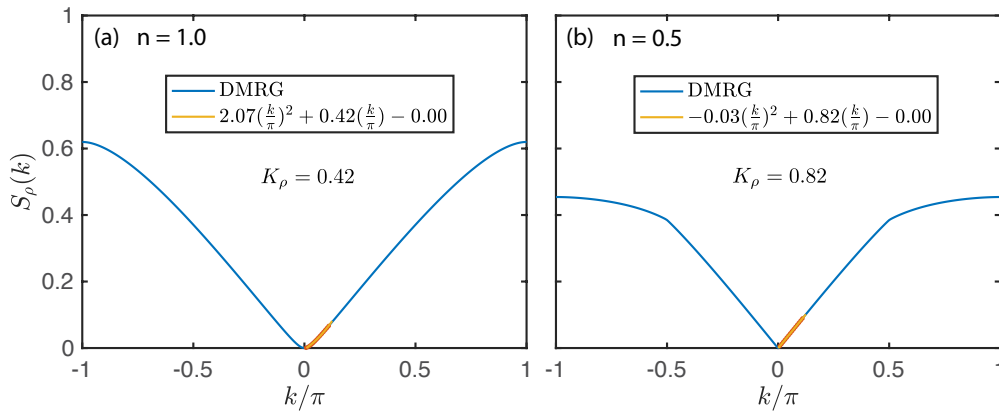 (a) n = 1.0
DMRG
2.07(k/π)² + 0.42(k/π) − 0.00
K_ρ = 0.42
S_ρ(k)
1
0.8
0.6
0.4
0.2
0
-1 -0.5 0 0.5 1
k/π
(b) n = 0.5
DMRG
−0.03(k/π)² + 0.82(k/π) − 0.00
K_ρ = 0.82
-1 -0.5 0 0.5 1
k/π